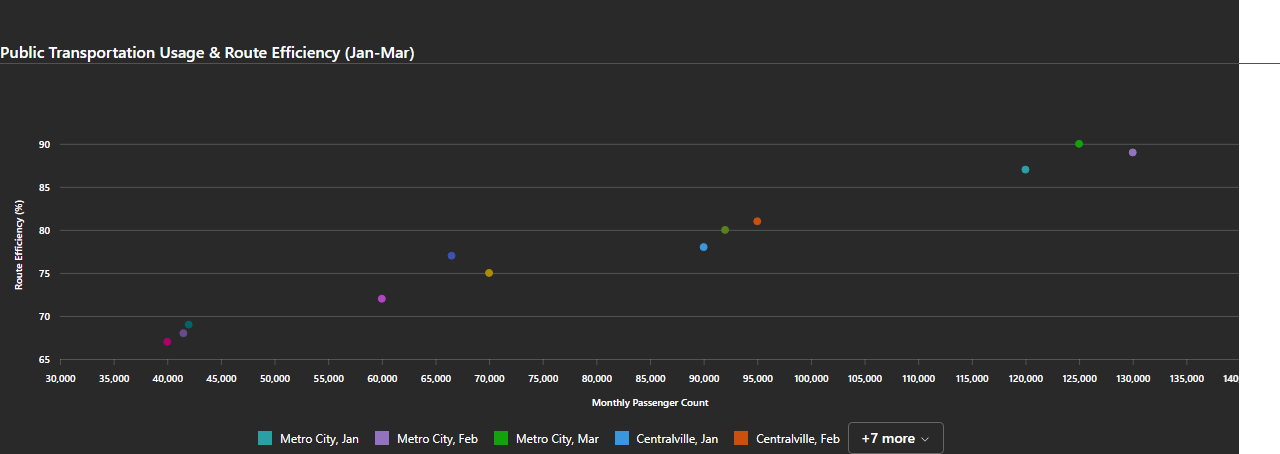 Public Transportation Usage & Route Efficiency (Jan-Mar)
90
85
80
75
70
65
Route Efficiency (%)
30,000 35,000 40,000 45,000 50,000 55,000 60,000 65,000 70,000 75,000 80,000 85,000 90,000 95,000 100,000 105,000 110,000 115,000 120,000 125,000 130,000 135,000 140
Monthly Passenger Count
Metro City, Jan Metro City, Feb Metro City, Mar Centralville, Jan Centralville, Feb +7 more